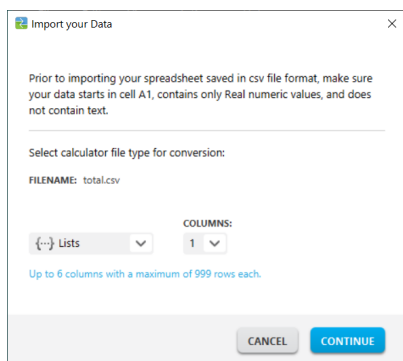 Import your Data
Prior to importing your spreadsheet saved in csv file format, make sure
your data starts in cell A1, contains only Real numeric values, and does
not contain text.
Select calculator file type for conversion:
FILENAME: total.csv
COLUMNS:
{···} Lists 1
Up to 6 columns with a maximum of 999 rows each.
CANCEL CONTINUE